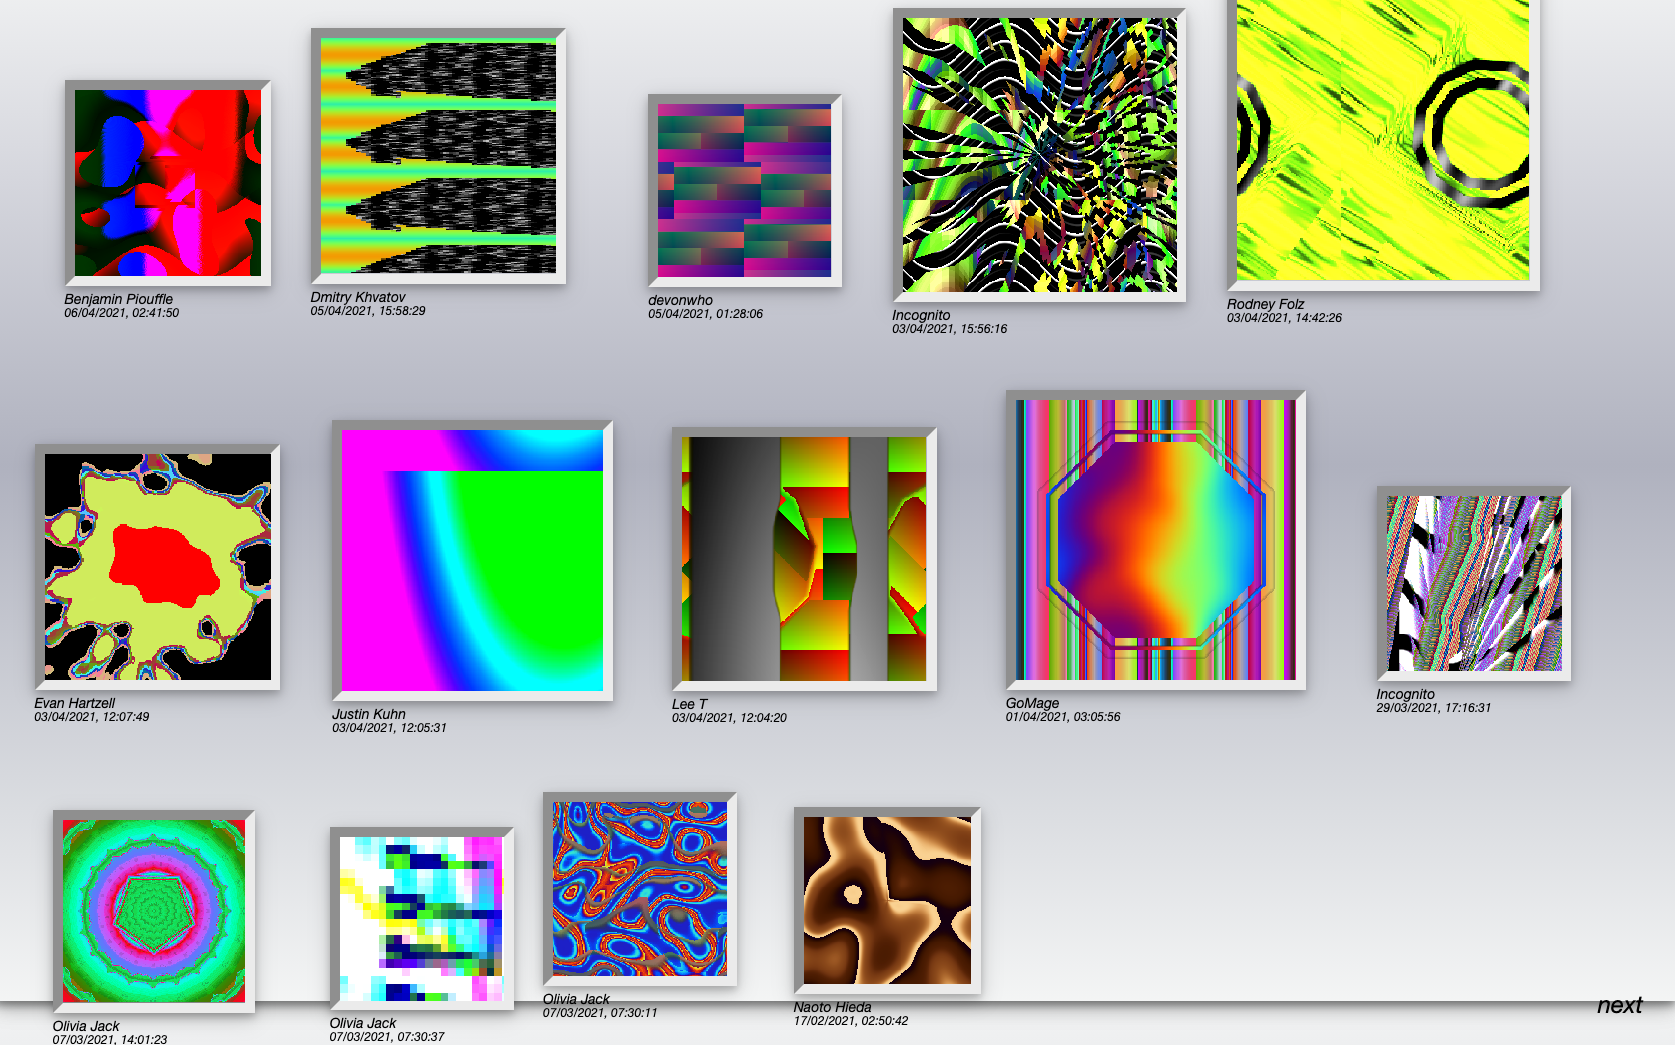 Benjamin Piouffle
06/04/2021, 02:41:50
Dmitry Khvatov
05/04/2021, 15:58:29
devonwho
05/04/2021, 01:28:06
Incognito
03/04/2021, 15:56:16
Rodney Folz
03/04/2021, 14:42:26
Evan Hartzell
03/04/2021, 12:07:49
Justin Kuhn
03/04/2021, 12:05:31
Lee T
03/04/2021, 12:04:20
GoMage
01/04/2021, 03:05:56
Incognito
29/03/2021, 17:16:31
Olivia Jack
07/03/2021, 14:01:23
Olivia Jack
07/03/2021, 07:30:37
Olivia Jack
07/03/2021, 07:30:11
Naoto Hieda
17/02/2021, 02:50:42
next